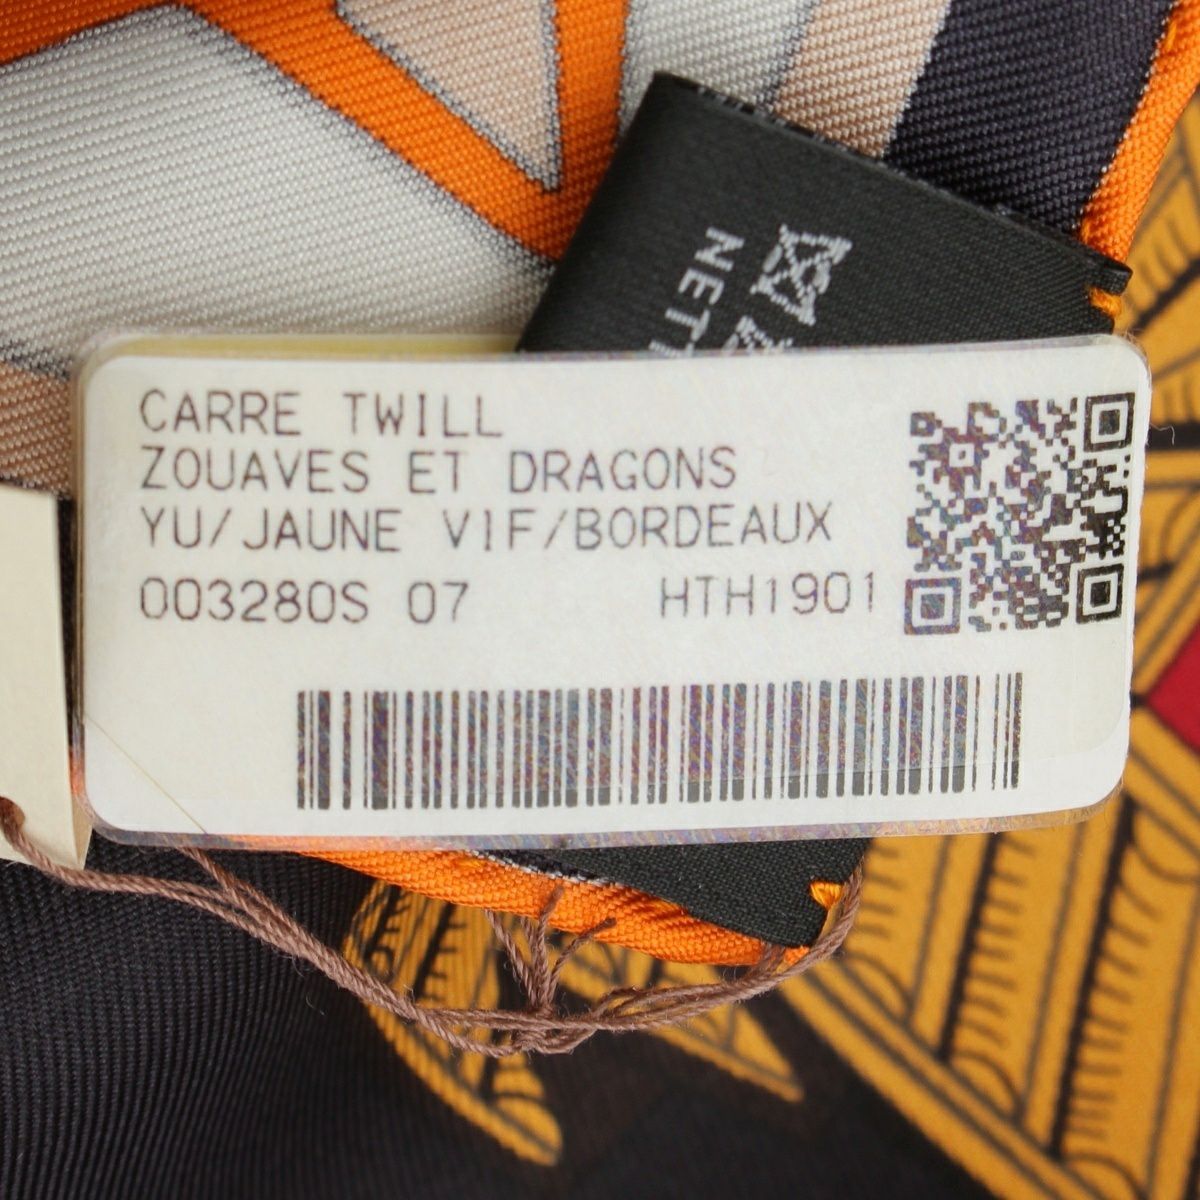 CARRE TWILL
ZOUAVES ET DRAGONS
YU/JAUNE VIF/BORDEAUX
003280S 07 HTH1901